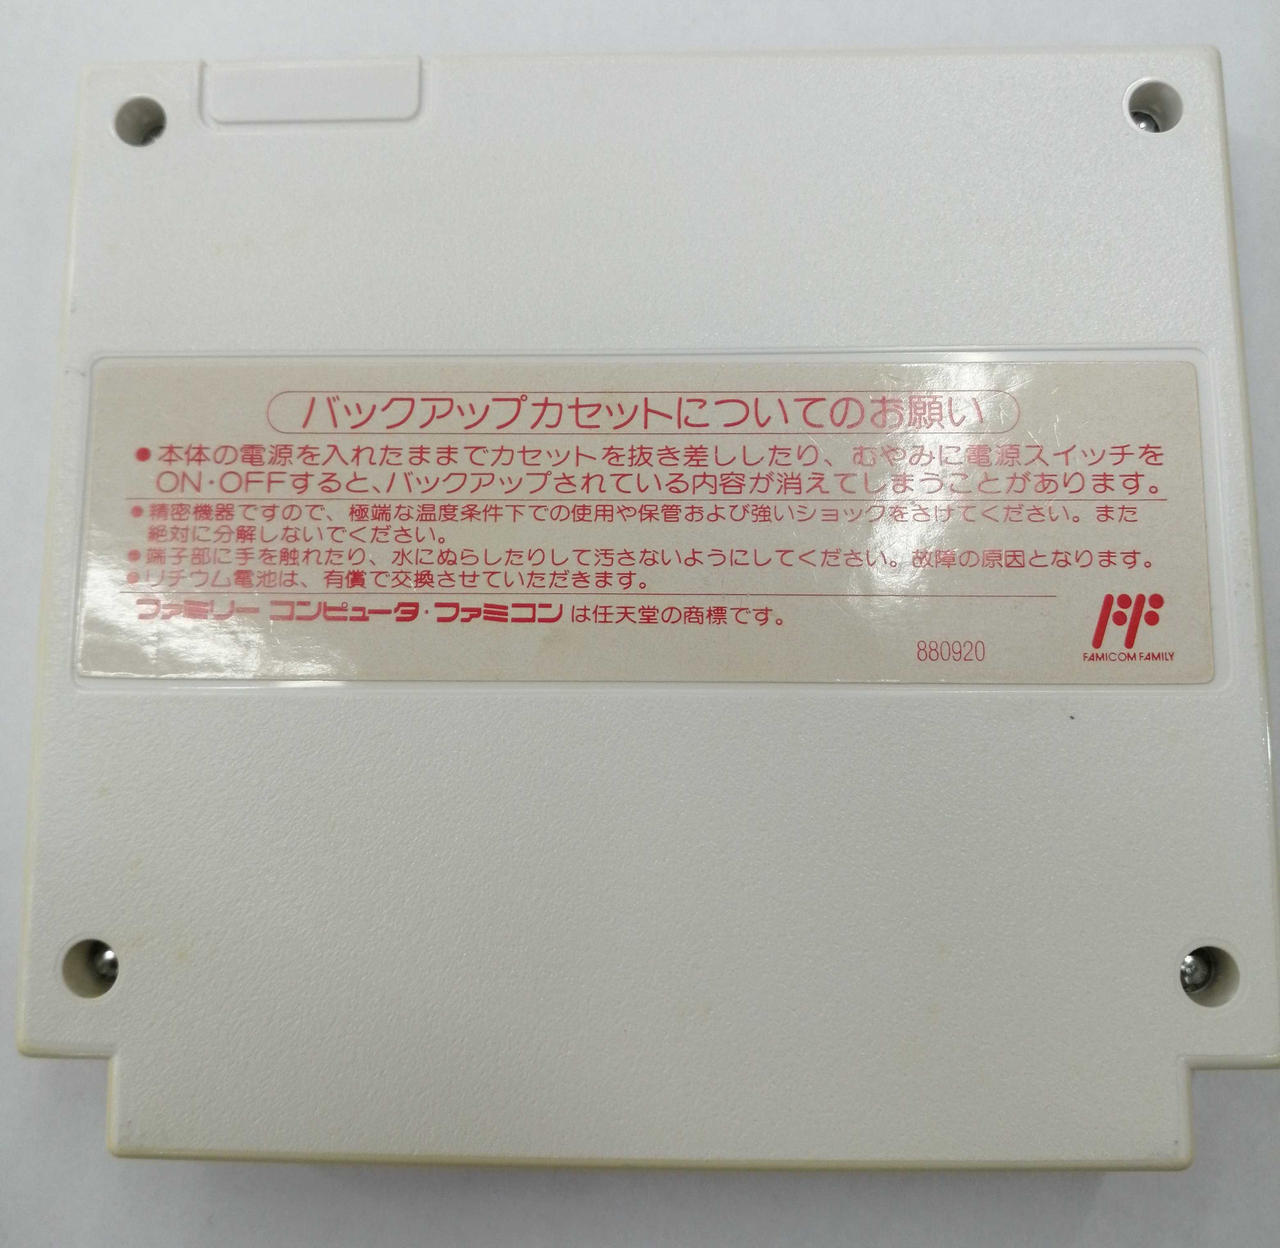 バックアップカセットについてのお願い
●本体の電源を入れたままでカセットを抜き差ししたり、むやみに電源スイッチを
ON・OFFすると、バックアップされている内容が消えてしまうことがあります。
●精密機器ですので、極端な温度条件下での使用や保管および強いショックをさけてください。また
絶対に分解しないでください。
●端子部に手を触れたり、水にぬらしたりして汚さないようにしてください。故障の原因となります。
●リチウム電池は、有償で交換させていただきます。
ファミリー コンピュータ・ファミコン は任天堂の商標です。
880920
FF
FAMICOM FAMILY